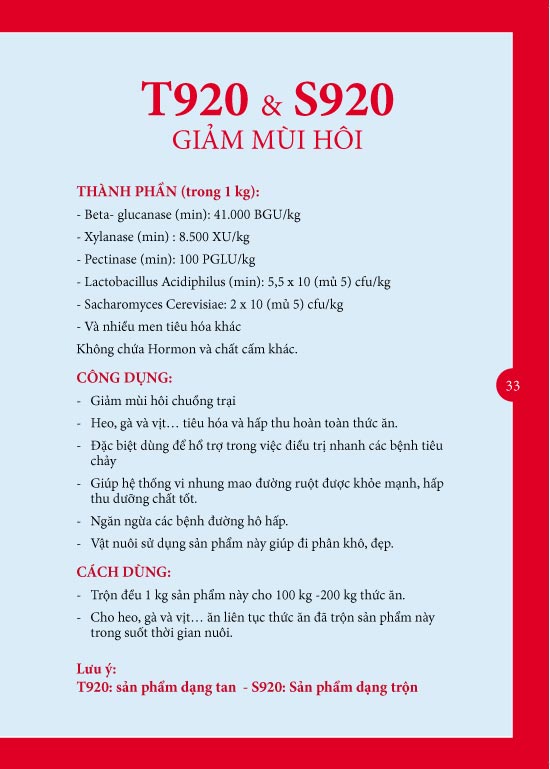 T920 & S920
GIẢM MÙI HÔI
THÀNH PHẦN (trong 1 kg):
- Beta- glucanase (min): 41.000 BGU/kg
- Xylanase (min) : 8.500 XU/kg
- Pectinase (min): 100 PGLU/kg
- Lactobacillus Acidiphilus (min): 5,5 x 10 (mủ 5) cfu/kg
- Sacharomyces Cerevisiae: 2 x 10 (mủ 5) cfu/kg
- Và nhiều men tiêu hóa khác
Không chứa Hormon và chất cấm khác.
CÔNG DỤNG:
33
- Giảm mùi hôi chuồng trại
- Heo, gà và vịt… tiêu hóa và hấp thu hoàn toàn thức ăn.
- Đặc biệt dùng để hổ trợ trong việc điều trị nhanh các bệnh tiêu
chảy
- Giúp hệ thống vi nhung mao đường ruột được khỏe mạnh, hấp
thu dưỡng chất tốt.
- Ngăn ngừa các bệnh đường hô hấp.
- Vật nuôi sử dụng sản phẩm này giúp đi phân khô, đẹp.
CÁCH DÙNG:
- Trộn đều 1 kg sản phẩm này cho 100 kg -200 kg thức ăn.
- Cho heo, gà và vịt… ăn liên tục thức ăn đã trộn sản phẩm này
trong suốt thời gian nuôi.
Lưu ý:
T920: sản phẩm dạng tan - S920: Sản phẩm dạng trộn